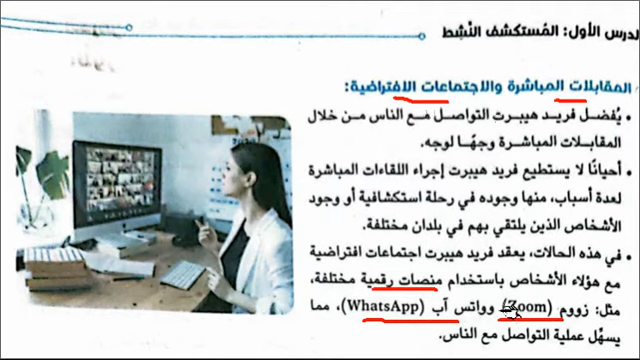 الدرس الأول: المُستكشف النَّشِط
المقابلات المباشرة والاجتماعات الافتراضية:
• يُفضل فريد هيبرت التواصل مَع الناس من خلال
المقابلات المباشرة وجهًا لوجه.
• أحيانًا لا يستطيع فريد هيبرت إجراء اللقاءات المباشرة
لعدة أسباب، منها وجوده في رحلة استكشافية أو وجود
الأشخاص الذين يلتقي بهم في بلدان مختلفة.
• في هذه الحالات، يعقد فريد هيبرت اجتماعات افتراضية
مع هؤلاء الأشخاص باستخدام منصات رقمية مختلفة،
مثل: زووم (Zoom) وواتس آب (WhatsApp)، مما
يسهِّل عملية التواصل مع الناس.